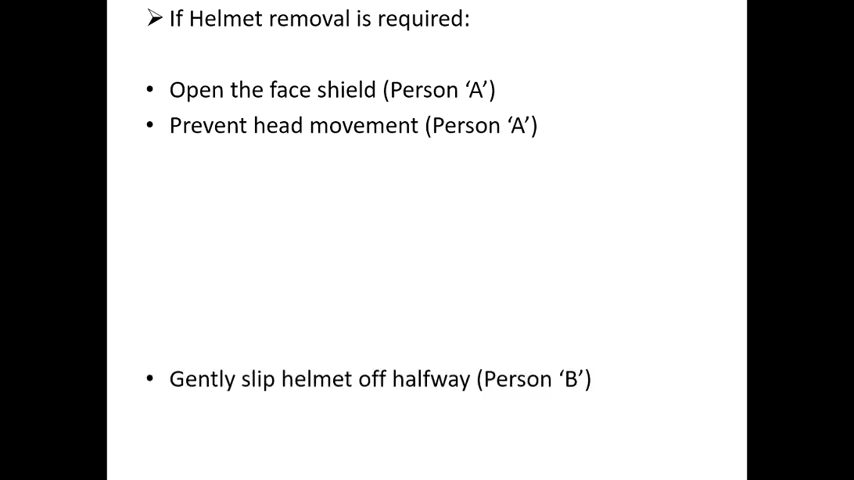 ➢ If Helmet removal is required:
• Open the face shield (Person ‘A’)
• Prevent head movement (Person ‘A’)
• Gently slip helmet off halfway (Person ‘B’)